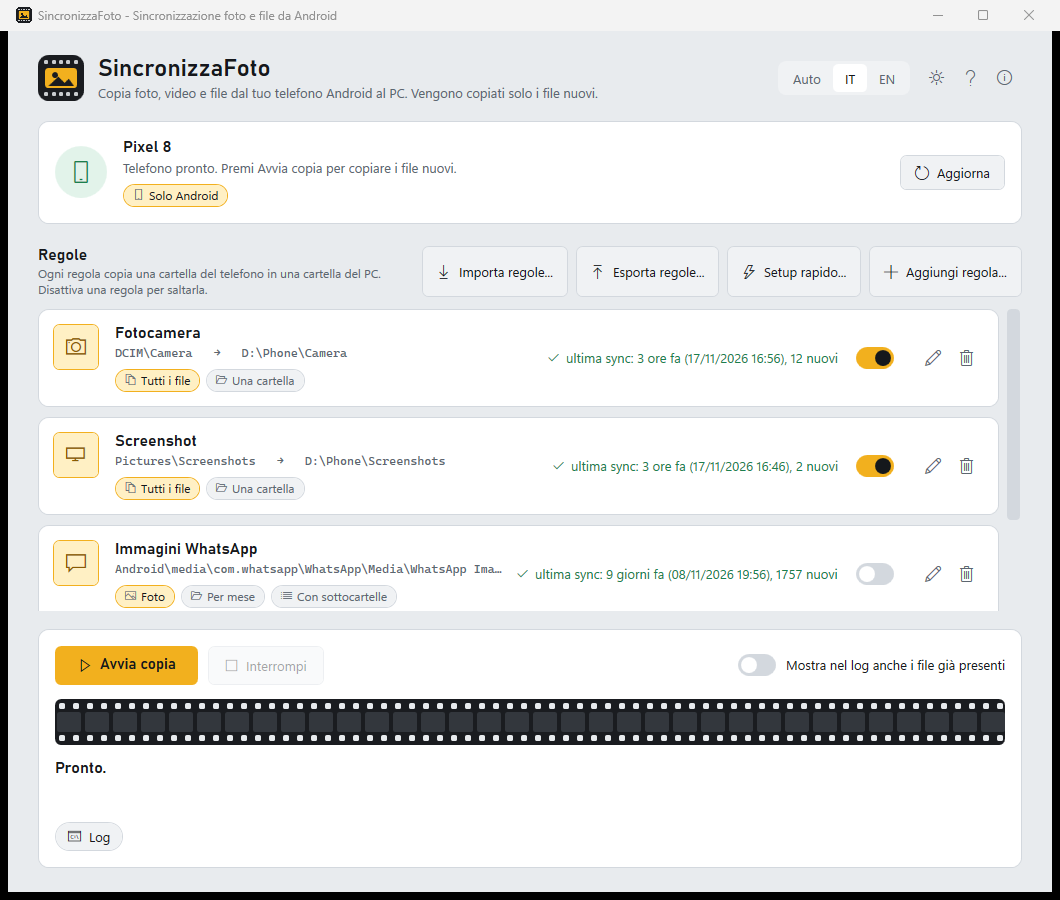 SincronizzaFoto - Sincronizzazione foto e file da Android
SincronizzaFoto
Copia foto, video e file dal tuo telefono Android al PC. Vengono copiati solo i file nuovi.
Auto IT EN
Pixel 8
Telefono pronto. Premi Avvia copia per copiare i file nuovi.
Solo Android
Aggiorna
Regole
Ogni regola copia una cartella del telefono in una cartella del PC.
Disattiva una regola per saltarla.
Importa regole...
Esporta regole...
Setup rapido...
Aggiungi regola...
Fotocamera
DCIM\Camera → D:\Phone\Camera
Tutti i file Una cartella
ultima sync: 3 ore fa (17/11/2026 16:56), 12 nuovi
Screenshot
Pictures\Screenshots → D:\Phone\Screenshots
Tutti i file Una cartella
ultima sync: 3 ore fa (17/11/2026 16:46), 2 nuovi
Immagini WhatsApp
Android\media\com.whatsapp\WhatsApp\Media\WhatsApp Ima...
Foto Per mese Con sottocartelle
ultima sync: 9 giorni fa (08/11/2026 19:56), 1757 nuovi
Avvia copia
Interrompi
Mostra nel log anche i file già presenti
Pronto.
Log